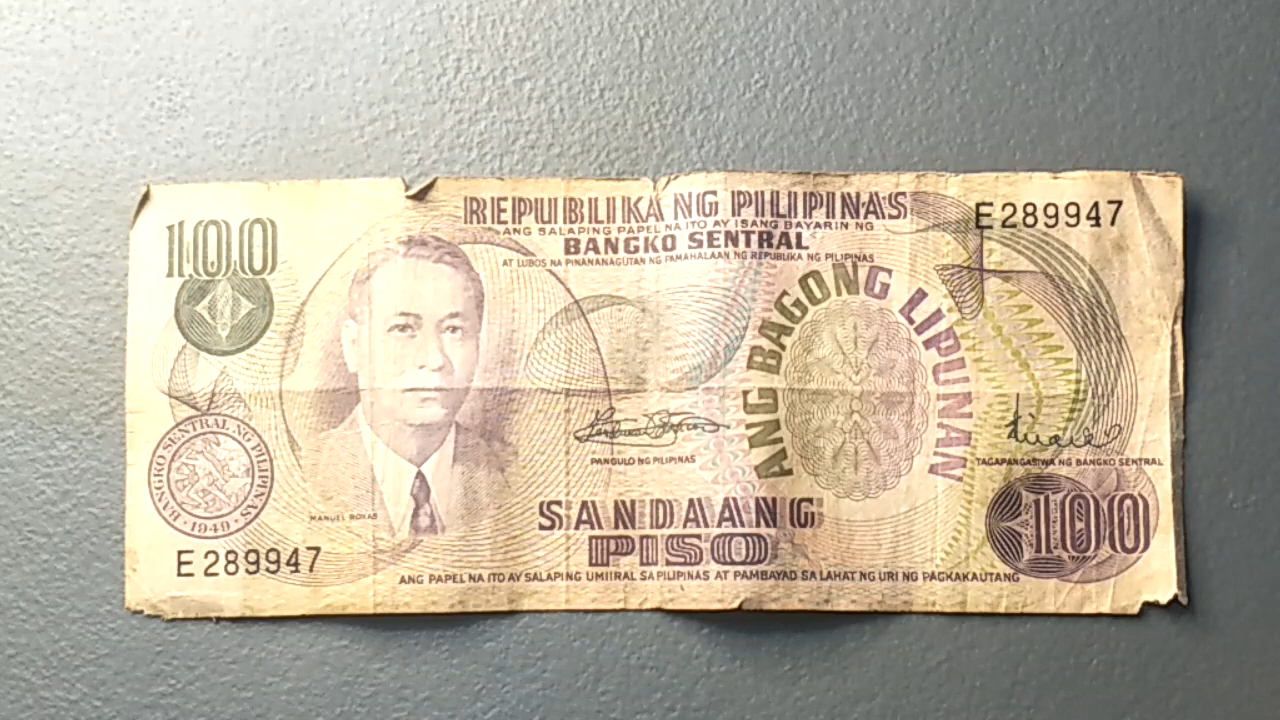 100
REPUBLIKA NG PILIPINAS
ANG SALAPING PAPEL NA ITO AY ISANG BAYARIN NG
BANGKO SENTRAL
AT LUBOS NA PINANANAGUTAN NG PAMAHALAAN NG REPUBLIKA NG PILIPINAS
E289947
ANG BAGONG LIPUNAN
PANGULO NG PILIPINAS
TAGAPANGASIWA NG BANGKO SENTRAL
BANGKO SENTRAL NG PILIPINAS
1949
MANUEL ROXAS
SANDAANG
PISO
100
E289947
ANG PAPEL NA ITO AY SALAPING UMIIRAL SA PILIPINAS AT PAMBAYAD SA LAHAT NG URI NG PAGKAKAUTANG